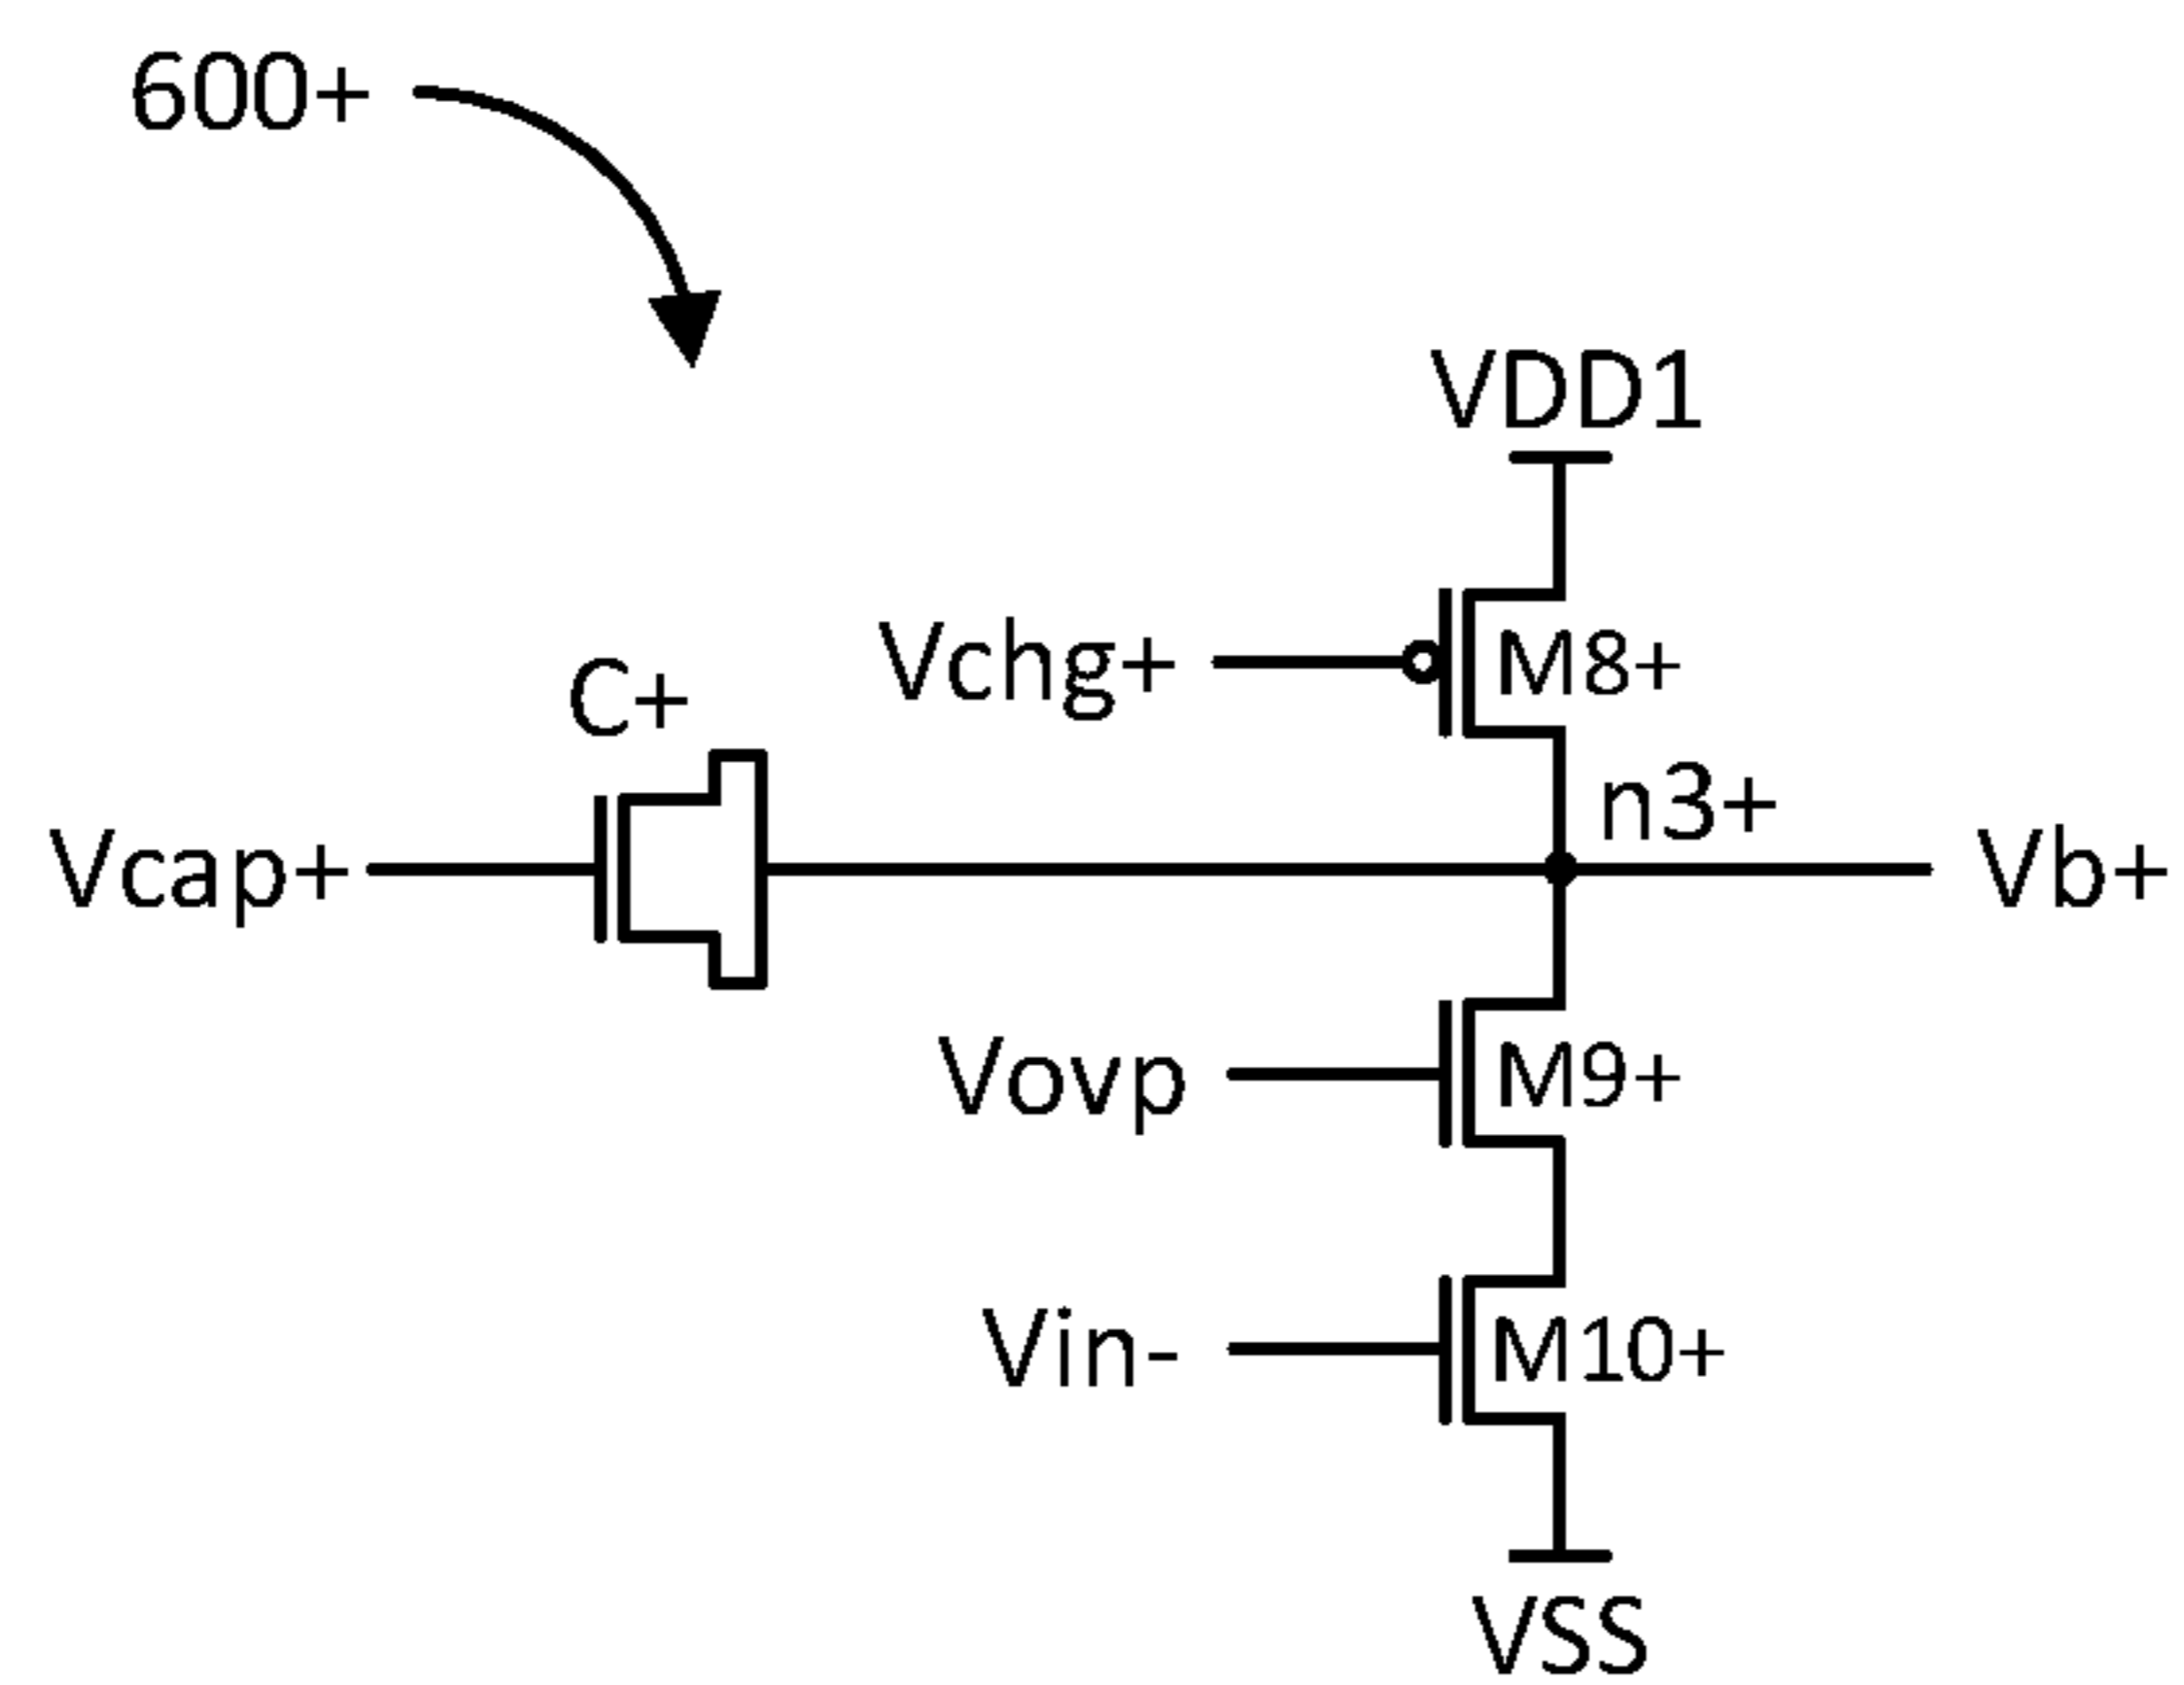 600+
VDD1
Vchg+
M8+
C+
n3+
Vcap+
Vb+
Vovp
M9+
Vin-
M10+
VSS